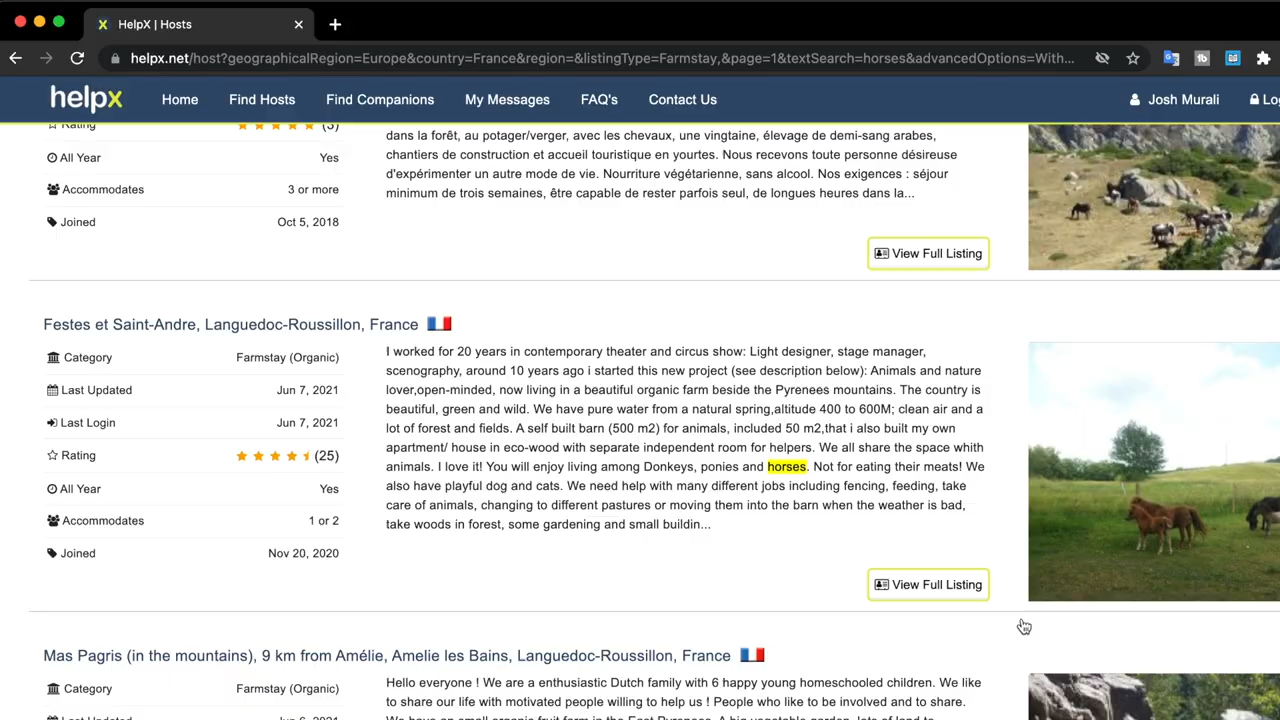 HelpX | Hosts
helpx.net/host?geographicalRegion=Europe&country=France&region=&listingType=Farmstay,&page=1&textSearch=horses&advancedOptions=With...
helpx Home Find Hosts Find Companions My Messages FAQ's Contact Us Josh Murali
Rating (3)
All Year Yes
Accommodates 3 or more
Joined Oct 5, 2018
dans la forêt, au potager/verger, avec les chevaux, une vingtaine, élevage de demi-sang arabes,
chantiers de construction et accueil touristique en yourtes. Nous recevons toute personne désireuse
d'expérimenter un autre mode de vie. Nourriture végétarienne, sans alcool. Nos exigences : séjour
minimum de trois semaines, être capable de rester parfois seul, de longues heures dans la...
View Full Listing
Festes et Saint-Andre, Languedoc-Roussillon, France
Category Farmstay (Organic)
Last Updated Jun 7, 2021
Last Login Jun 7, 2021
Rating (25)
All Year Yes
Accommodates 1 or 2
Joined Nov 20, 2020
I worked for 20 years in contemporary theater and circus show: Light designer, stage manager,
scenography, around 10 years ago i started this new project (see description below): Animals and nature
lover,open-minded, now living in a beautiful organic farm beside the Pyrenees mountains. The country is
beautiful, green and wild. We have pure water from a natural spring,altitude 400 to 600M; clean air and a
lot of forest and fields. A self built barn (500 m2) for animals, included 50 m2,that i also built my own
apartment/ house in eco-wood with separate independent room for helpers. We all share the space whith
animals. I love it! You will enjoy living among Donkeys, ponies and horses. Not for eating their meats! We
also have playful dog and cats. We need help with many different jobs including fencing, feeding, take
care of animals, changing to different pastures or moving them into the barn when the weather is bad,
take woods in forest, some gardening and small buildin...
View Full Listing
Mas Pagris (in the mountains), 9 km from Amélie, Amelie les Bains, Languedoc-Roussillon, France
Category Farmstay (Organic)
Hello everyone ! We are a enthusiastic Dutch family with 6 happy young homeschooled children. We like
to share our life with motivated people willing to help us ! People who like to be involved and to share.